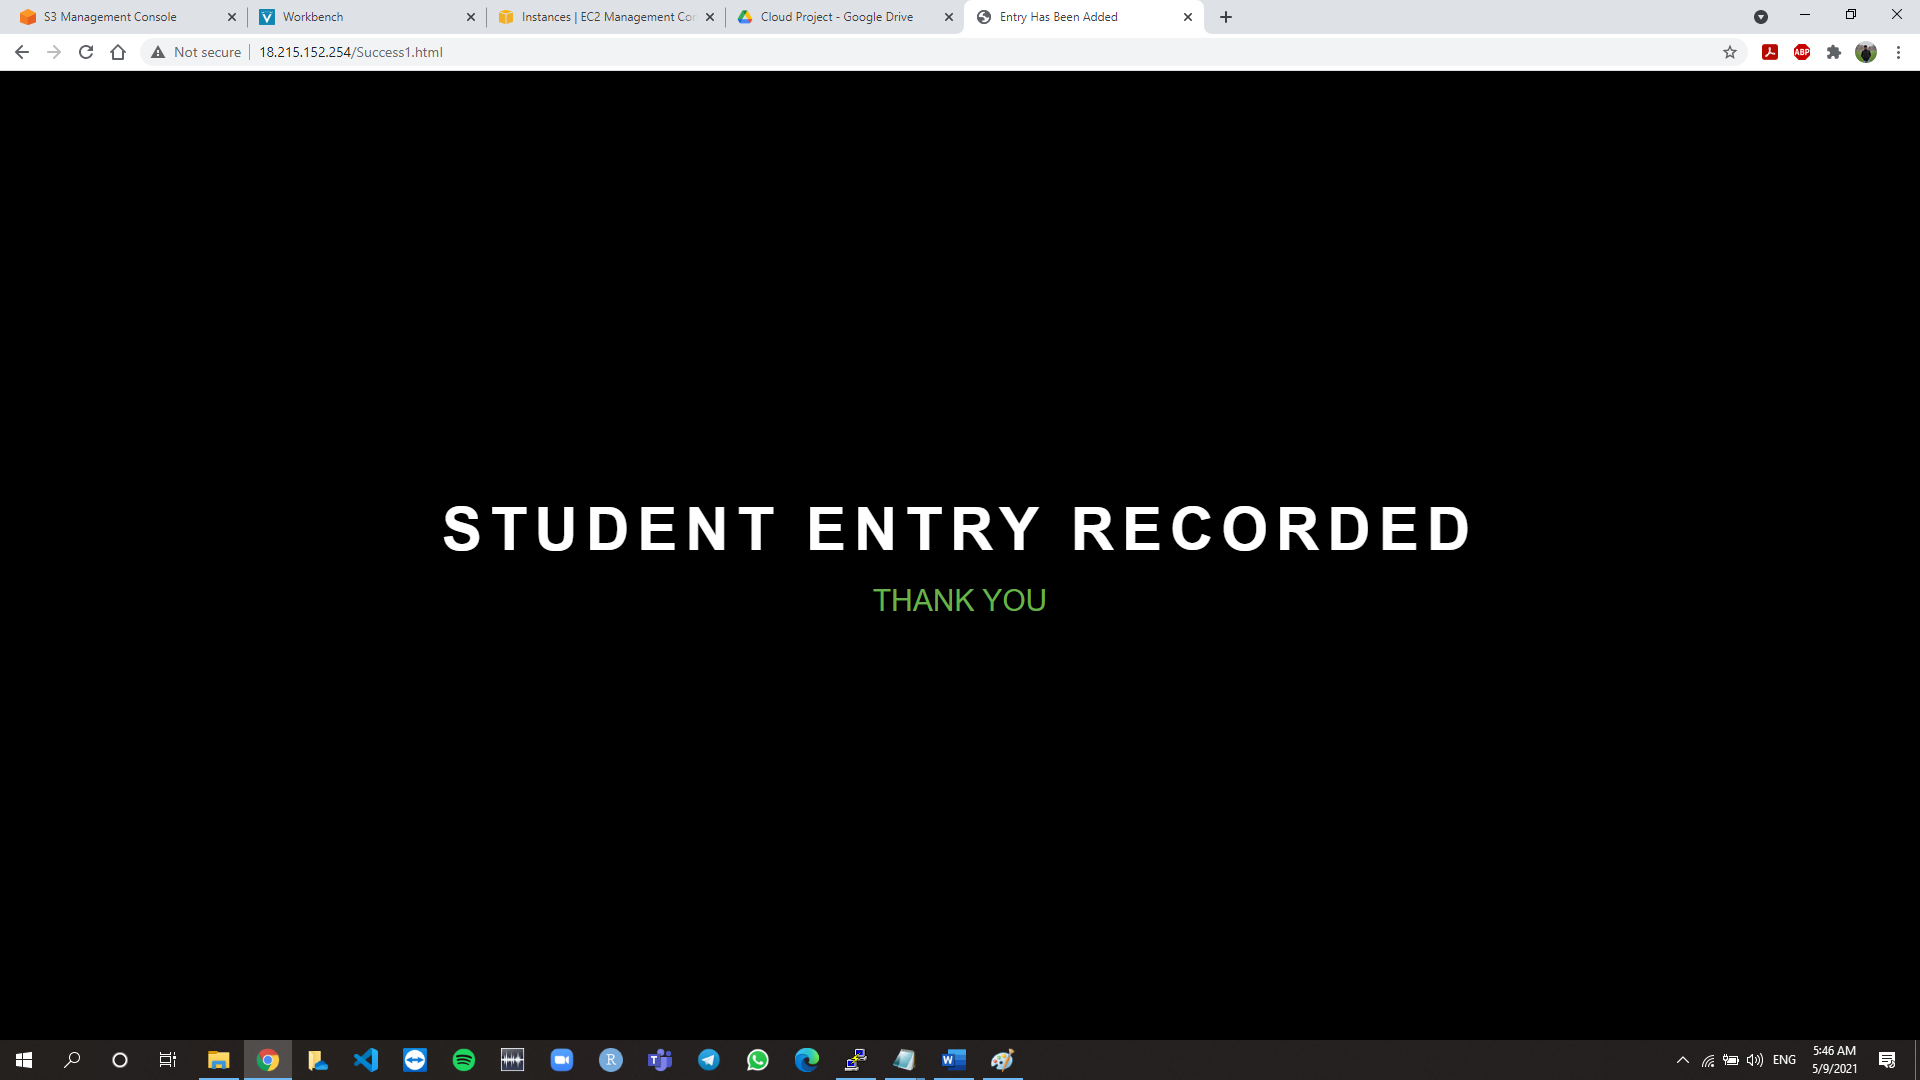 S3 Management Console
Workbench
Instances | EC2 Management Cor
Cloud Project - Google Drive
Entry Has Been Added
Not secure
18.215.152.254/Success1.html
ABP
STUDENT ENTRY RECORDED
THANK YOU
R
W
ENG
5:46 AM
5/9/2021